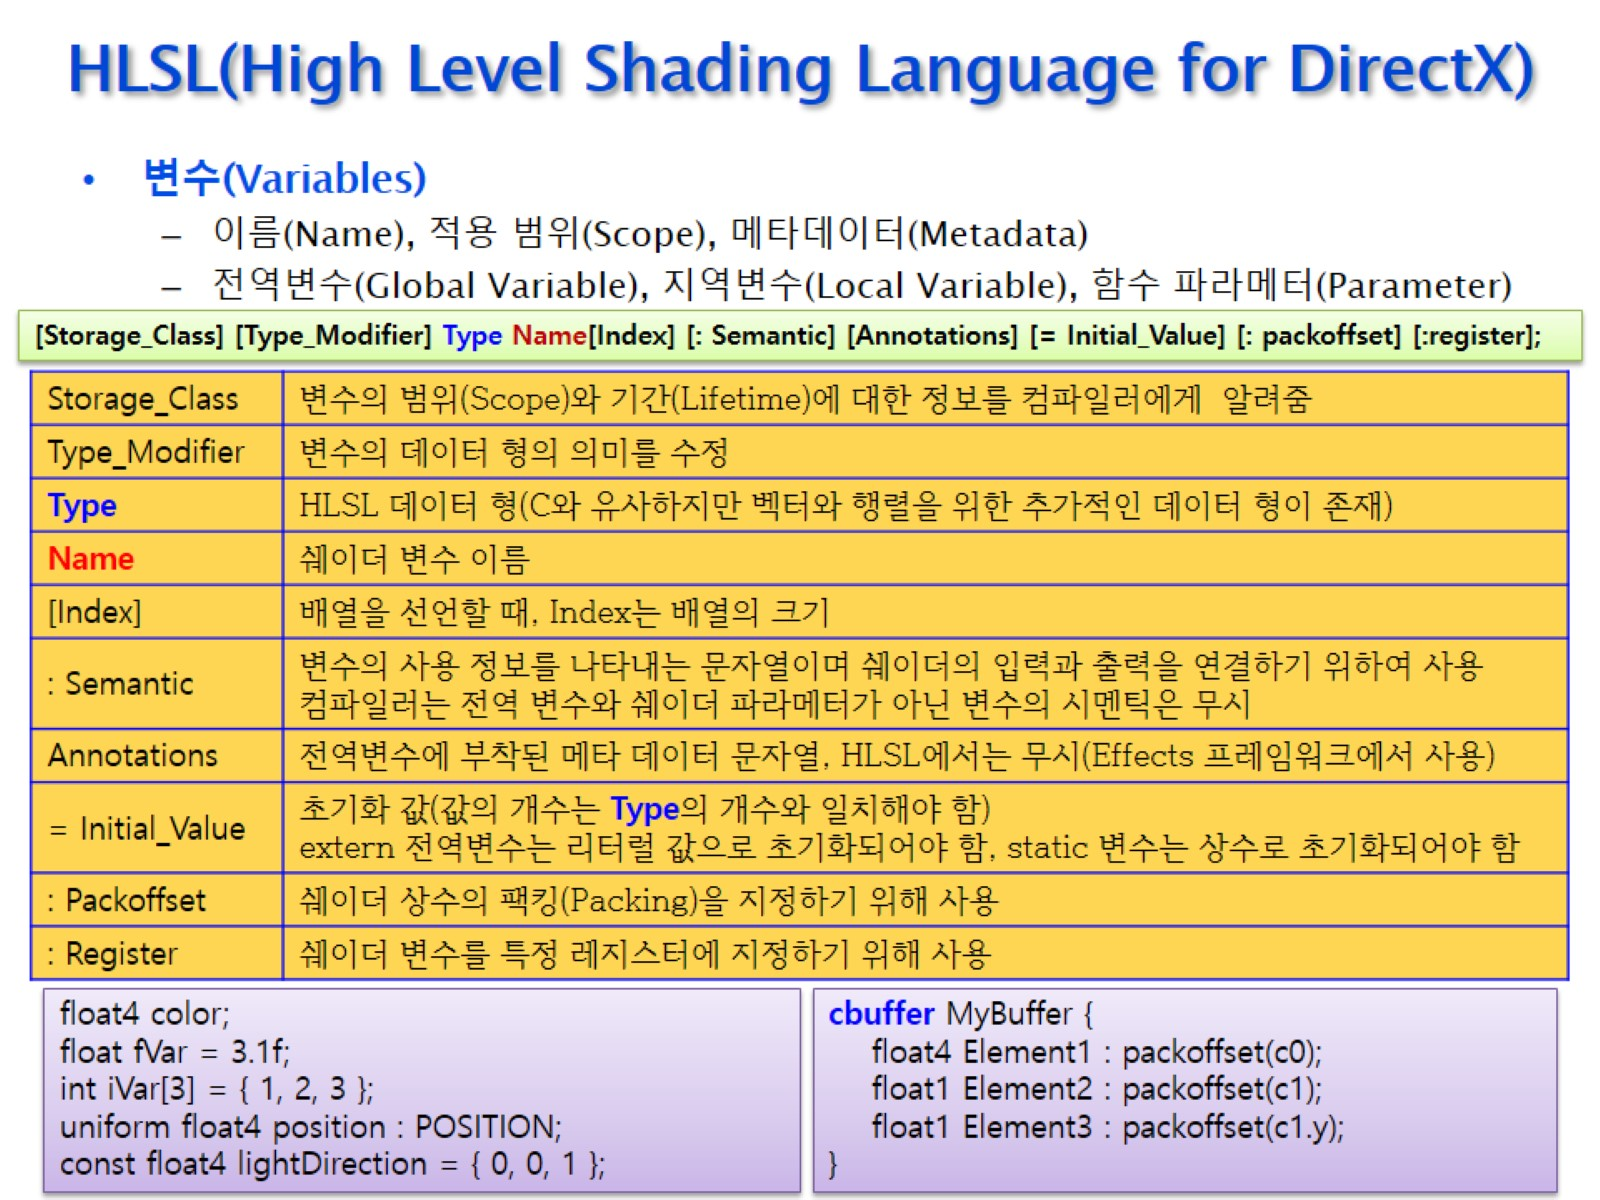 HLSL(High Level Shading Language for DirectX)
• 변수(Variables)
– 이름(Name), 적용 범위(Scope), 메타데이터(Metadata)
– 전역변수(Global Variable), 지역변수(Local Variable), 함수 파라메터(Parameter)
[Storage_Class] [Type_Modifier] Type Name[Index] [: Semantic] [Annotations] [= Initial_Value] [: packoffset] [:register];
Storage_Class 변수의 범위(Scope)와 기간(Lifetime)에 대한 정보를 컴파일러에게 알려줌
Type_Modifier 변수의 데이터 형의 의미를 수정
Type HLSL 데이터 형(C와 유사하지만 벡터와 행렬을 위한 추가적인 데이터 형이 존재)
Name 쉐이더 변수 이름
[Index] 배열을 선언할 때, Index는 배열의 크기
: Semantic 변수의 사용 정보를 나타내는 문자열이며 쉐이더의 입력과 출력을 연결하기 위하여 사용
컴파일러는 전역 변수와 쉐이더 파라메터가 아닌 변수의 시멘틱은 무시
Annotations 전역변수에 부착된 메타 데이터 문자열, HLSL에서는 무시(Effects 프레임워크에서 사용)
= Initial_Value 초기화 값(값의 개수는 Type의 개수와 일치해야 함)
extern 전역변수는 리터럴 값으로 초기화되어야 함, static 변수는 상수로 초기화되어야 함
: Packoffset 쉐이더 상수의 팩킹(Packing)을 지정하기 위해 사용
: Register 쉐이더 변수를 특정 레지스터에 지정하기 위해 사용
float4 color;
float fVar = 3.1f;
int iVar[3] = { 1, 2, 3 };
uniform float4 position : POSITION;
const float4 lightDirection = { 0, 0, 1 };
cbuffer MyBuffer {
float4 Element1 : packoffset(c0);
float1 Element2 : packoffset(c1);
float1 Element3 : packoffset(c1.y);
}